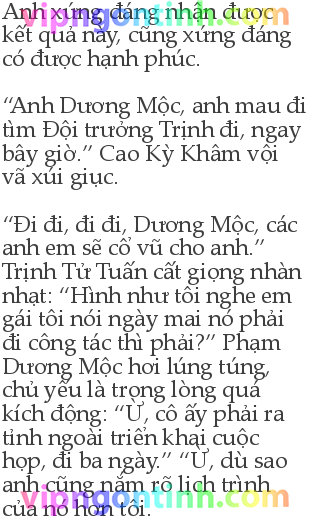 Anh xứng đáng nhận được
kết quả này, cũng xứng đáng
có được hạnh phúc.
“Anh Dương Mộc, anh mau đi
tìm Đội trưởng Trịnh đi, ngay
bây giờ.” Cao Kỳ Khâm vội
vã xúi giục.
“Đi đi, đi đi, Dương Mộc, các
anh em sẽ cổ vũ cho anh.”
Trịnh Tử Tuấn cất giọng nhàn
nhạt: “Hình như tôi nghe em
gái tôi nói ngày mai nó phải
đi công tác thì phải?” Phạm
Dương Mộc hơi lúng túng,
chủ yếu là trong lòng quá
kích động: “Ừ, cô ấy phải ra
tỉnh ngoài triển khai cuộc
họp, đi ba ngày.” “Ừ, dù sao
anh cũng nắm rõ lịch trình
của nó hơn tôi.
vipngontinh.com
vipngontinh.com